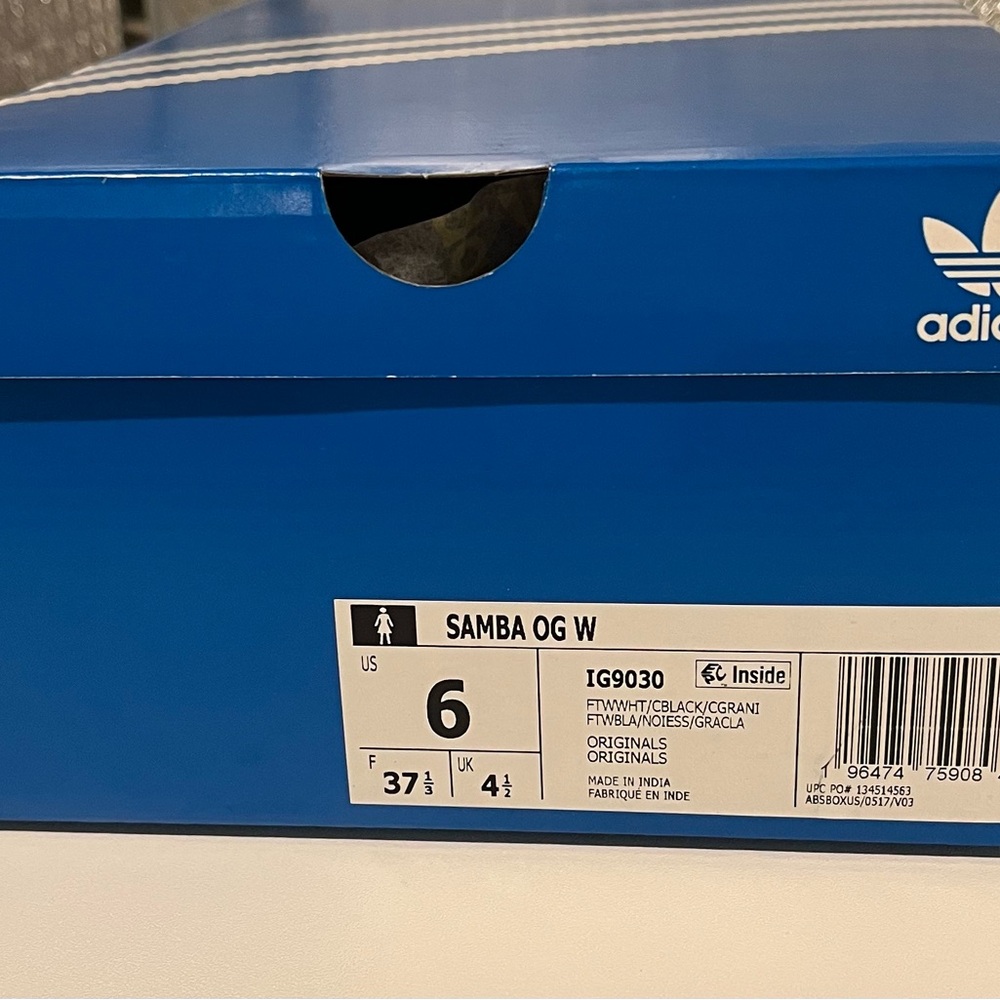 adid
SAMBA OG W
US
6
F
37 1/3
UK
4 1/2
IG9030
Inside
FTWWHT/CBLACK/CGRANI
FTWBLA/NOIESS/GRACLA
ORIGINALS
ORIGINALS
MADE IN INDIA
FABRIQUÉ EN INDE
1 96474 75908
UPC PO# 134514563
ABSBOXUS/0517/V03